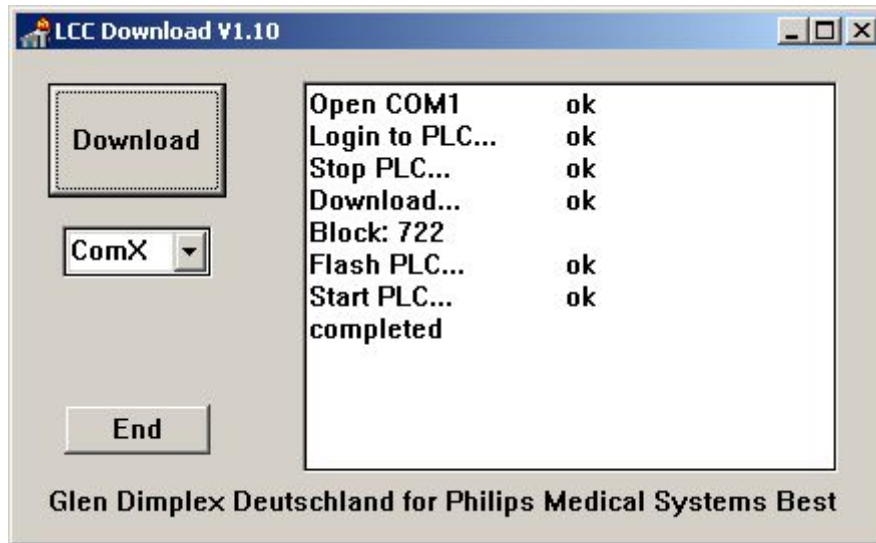 LCC Download V1.10
Download
ComX
End
Open COM1 ok
Login to PLC... ok
Stop PLC... ok
Download... ok
Block: 722
Flash PLC... ok
Start PLC... ok
completed
Glen Dimplex Deutschland for Philips Medical Systems Best